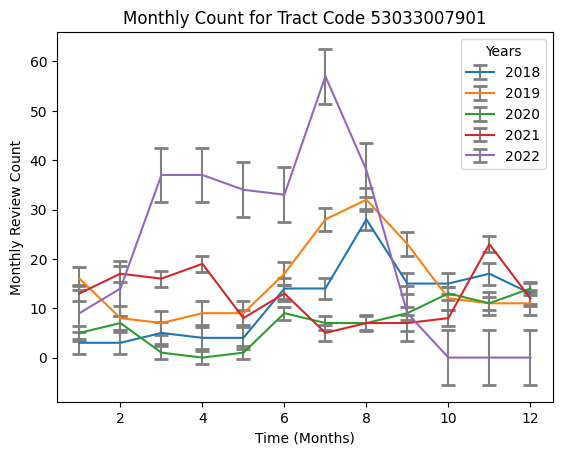 Monthly Count for Tract Code 53033007901
Years
2018
2019
2020
2021
2022
Monthly Review Count
60
50
40
30
20
10
0
2 4 6 8 10 12
Time (Months)